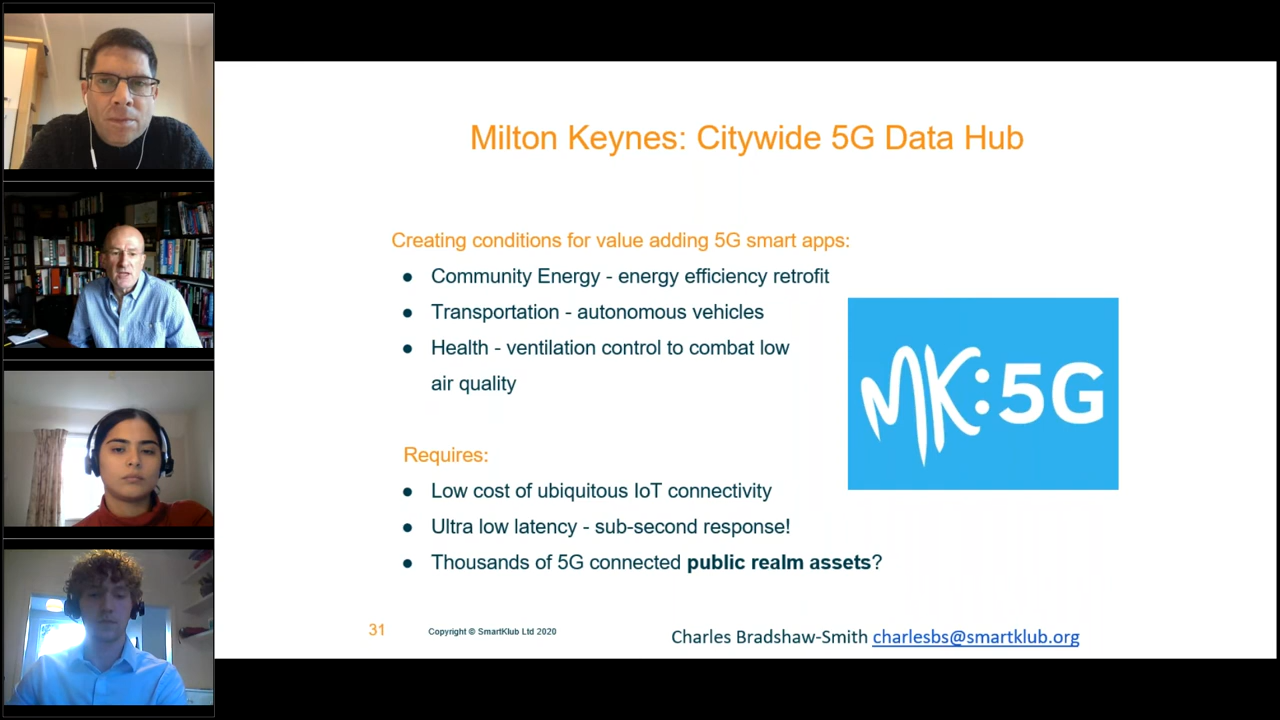 Milton Keynes: Citywide 5G Data Hub
Creating conditions for value adding 5G smart apps:
● Community Energy - energy efficiency retrofit
● Transportation - autonomous vehicles
● Health - ventilation control to combat low
air quality
MK:5G
Requires:
● Low cost of ubiquitous IoT connectivity
● Ultra low latency - sub-second response!
● Thousands of 5G connected public realm assets?
31
Copyright © SmartKlub Ltd 2020
Charles Bradshaw-Smith charlesbs@smartklub.org